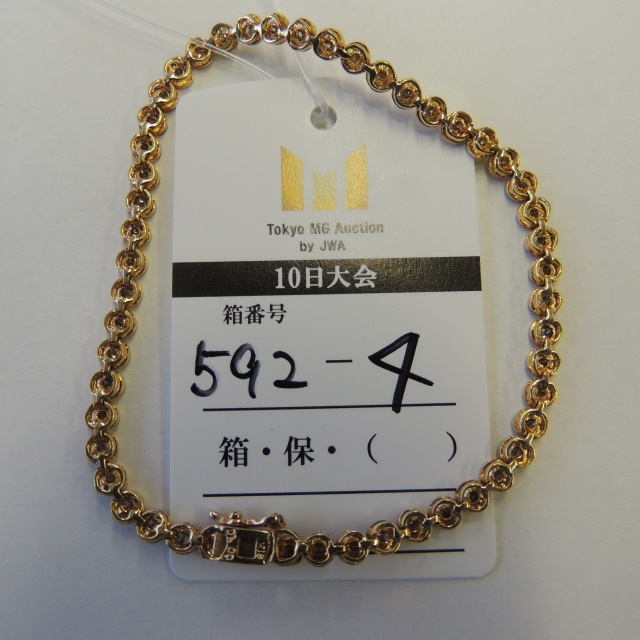 Tokyo MG Auction
by JWA
10日大会
箱番号
592-4
箱・保・(　　)